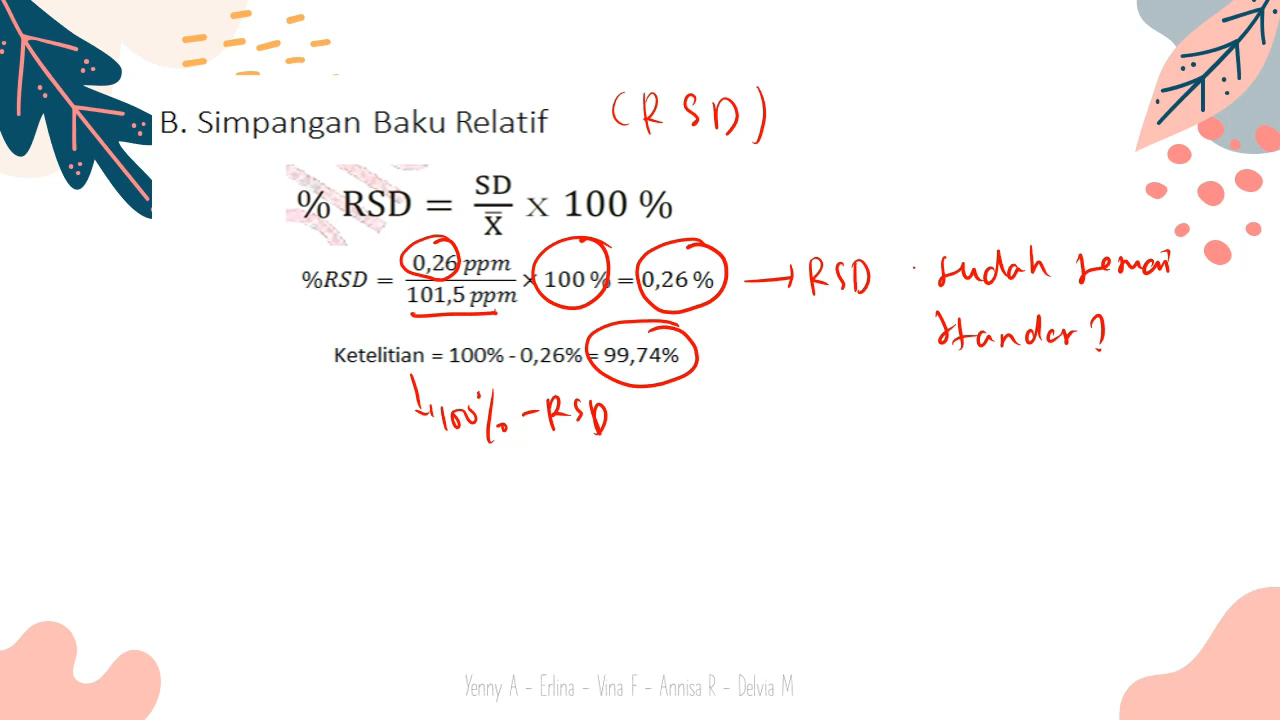 B. Simpangan Baku Relatif (RSD)
% RSD = SD/X̅ x 100 %
%RSD = 0,26 ppm/101,5 ppm × 100 % = 0,26 % → RSD sudah sesuai
standar?
Ketelitian = 100% - 0,26% = 99,74%
100% - RSD
Yenny A - Erlina - Vina F - Annisa R - Delvia M